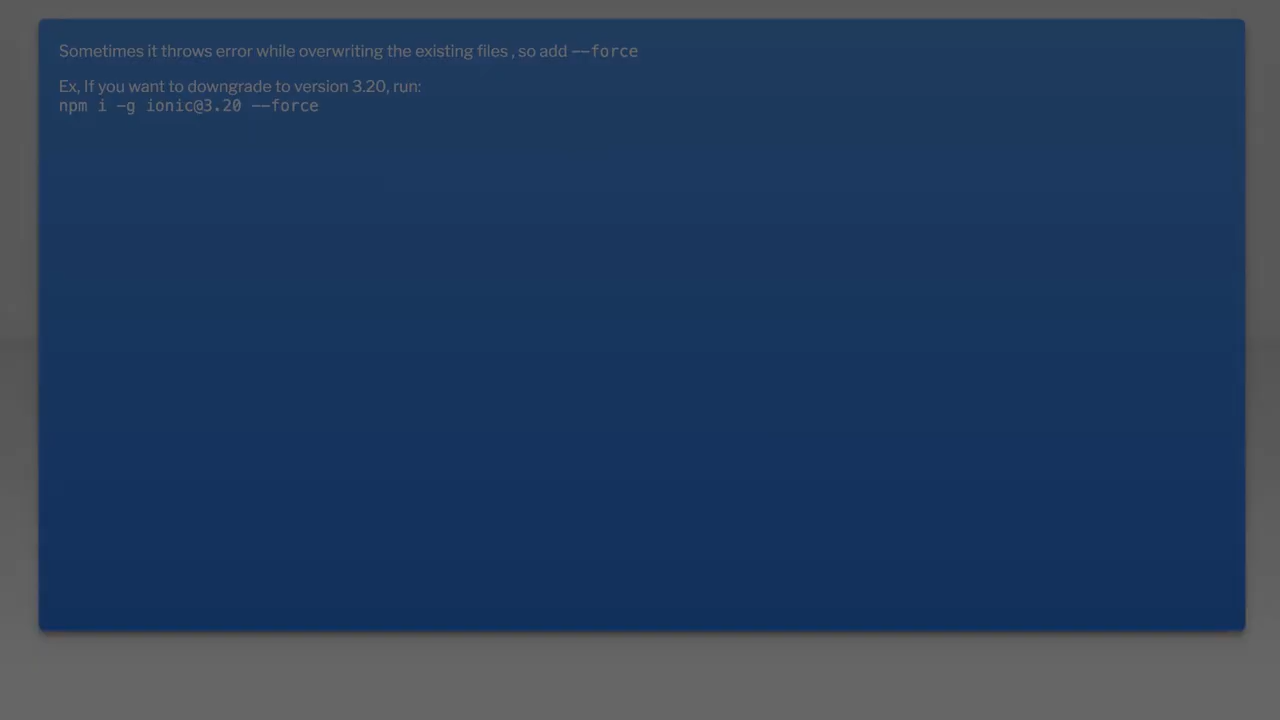 Sometimes it throws error while overwriting the existing files , so add --force
Ex, If you want to downgrade to version 3.20, run:
npm i -g ionic@3.20 --force